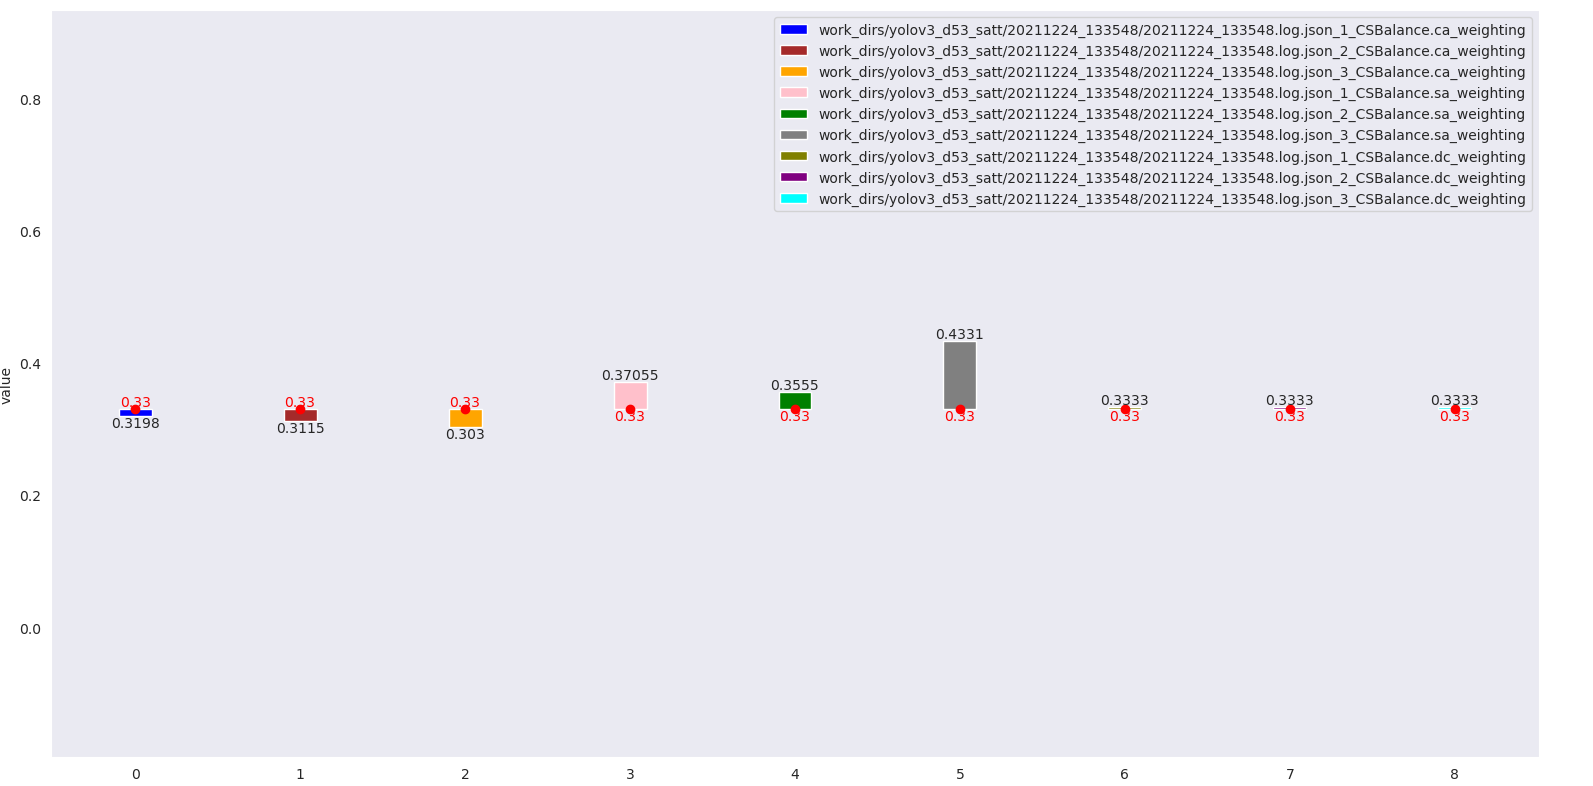 work_dirs/yolov3_d53_satt/20211224_133548/20211224_133548.log.json_1_CSBalance.ca_weighting
work_dirs/yolov3_d53_satt/20211224_133548/20211224_133548.log.json_2_CSBalance.ca_weighting
work_dirs/yolov3_d53_satt/20211224_133548/20211224_133548.log.json_3_CSBalance.ca_weighting
work_dirs/yolov3_d53_satt/20211224_133548/20211224_133548.log.json_1_CSBalance.sa_weighting
work_dirs/yolov3_d53_satt/20211224_133548/20211224_133548.log.json_2_CSBalance.sa_weighting
work_dirs/yolov3_d53_satt/20211224_133548/20211224_133548.log.json_3_CSBalance.sa_weighting
work_dirs/yolov3_d53_satt/20211224_133548/20211224_133548.log.json_1_CSBalance.dc_weighting
work_dirs/yolov3_d53_satt/20211224_133548/20211224_133548.log.json_2_CSBalance.dc_weighting
work_dirs/yolov3_d53_satt/20211224_133548/20211224_133548.log.json_3_CSBalance.dc_weighting
value
0.8
0.6
0.4
0.2
0.0
0.33
0.3198
0.33
0.3115
0.33
0.303
0.37055
0.33
0.3555
0.33
0.4331
0.33
0.3333
0.33
0.3333
0.33
0.3333
0.33
0 1 2 3 4 5 6 7 8